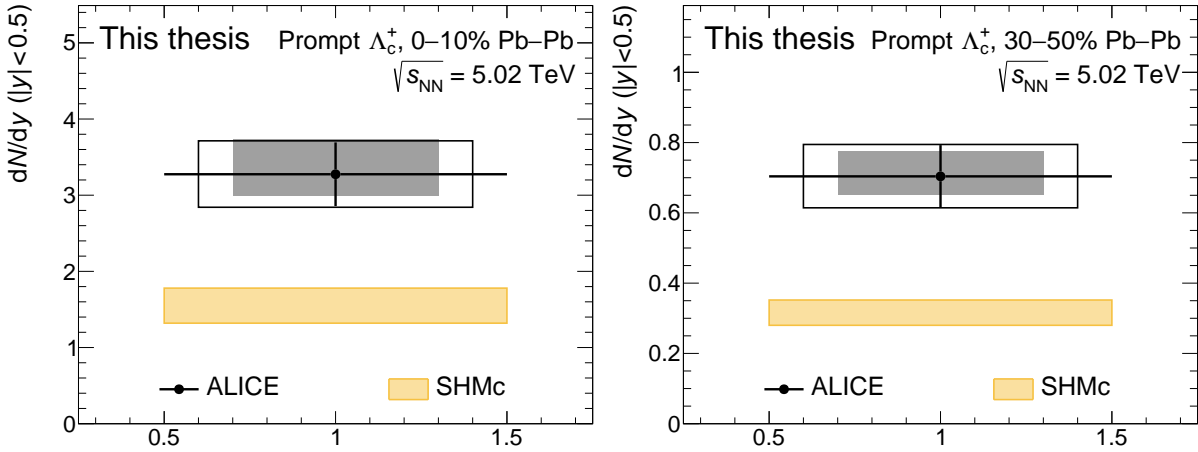 This thesis Prompt Λc+, 0–10% Pb–Pb
√sNN = 5.02 TeV
dN/dy (|y|<0.5)
5
4
3
2
1
0
ALICE SHMc
0.5 1 1.5
This thesis Prompt Λc+, 30–50% Pb–Pb
√sNN = 5.02 TeV
dN/dy (|y|<0.5)
1
0.8
0.6
0.4
0.2
0
ALICE SHMc
0.5 1 1.5